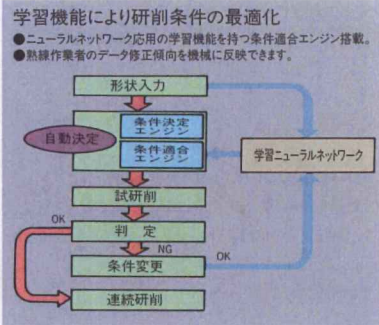 学習機能により研削条件の最適化
●ニューラルネットワーク応用の学習機能を持つ条件適合エンジン搭載。
●熟練作業者のデータ修正傾向を機械に反映できます。
形状入力
自動決定
条件決定
エンジン
条件適合
エンジン
学習ニューラルネットワーク
試研削
OK
判 定
NG
OK
条件変更
連続研削